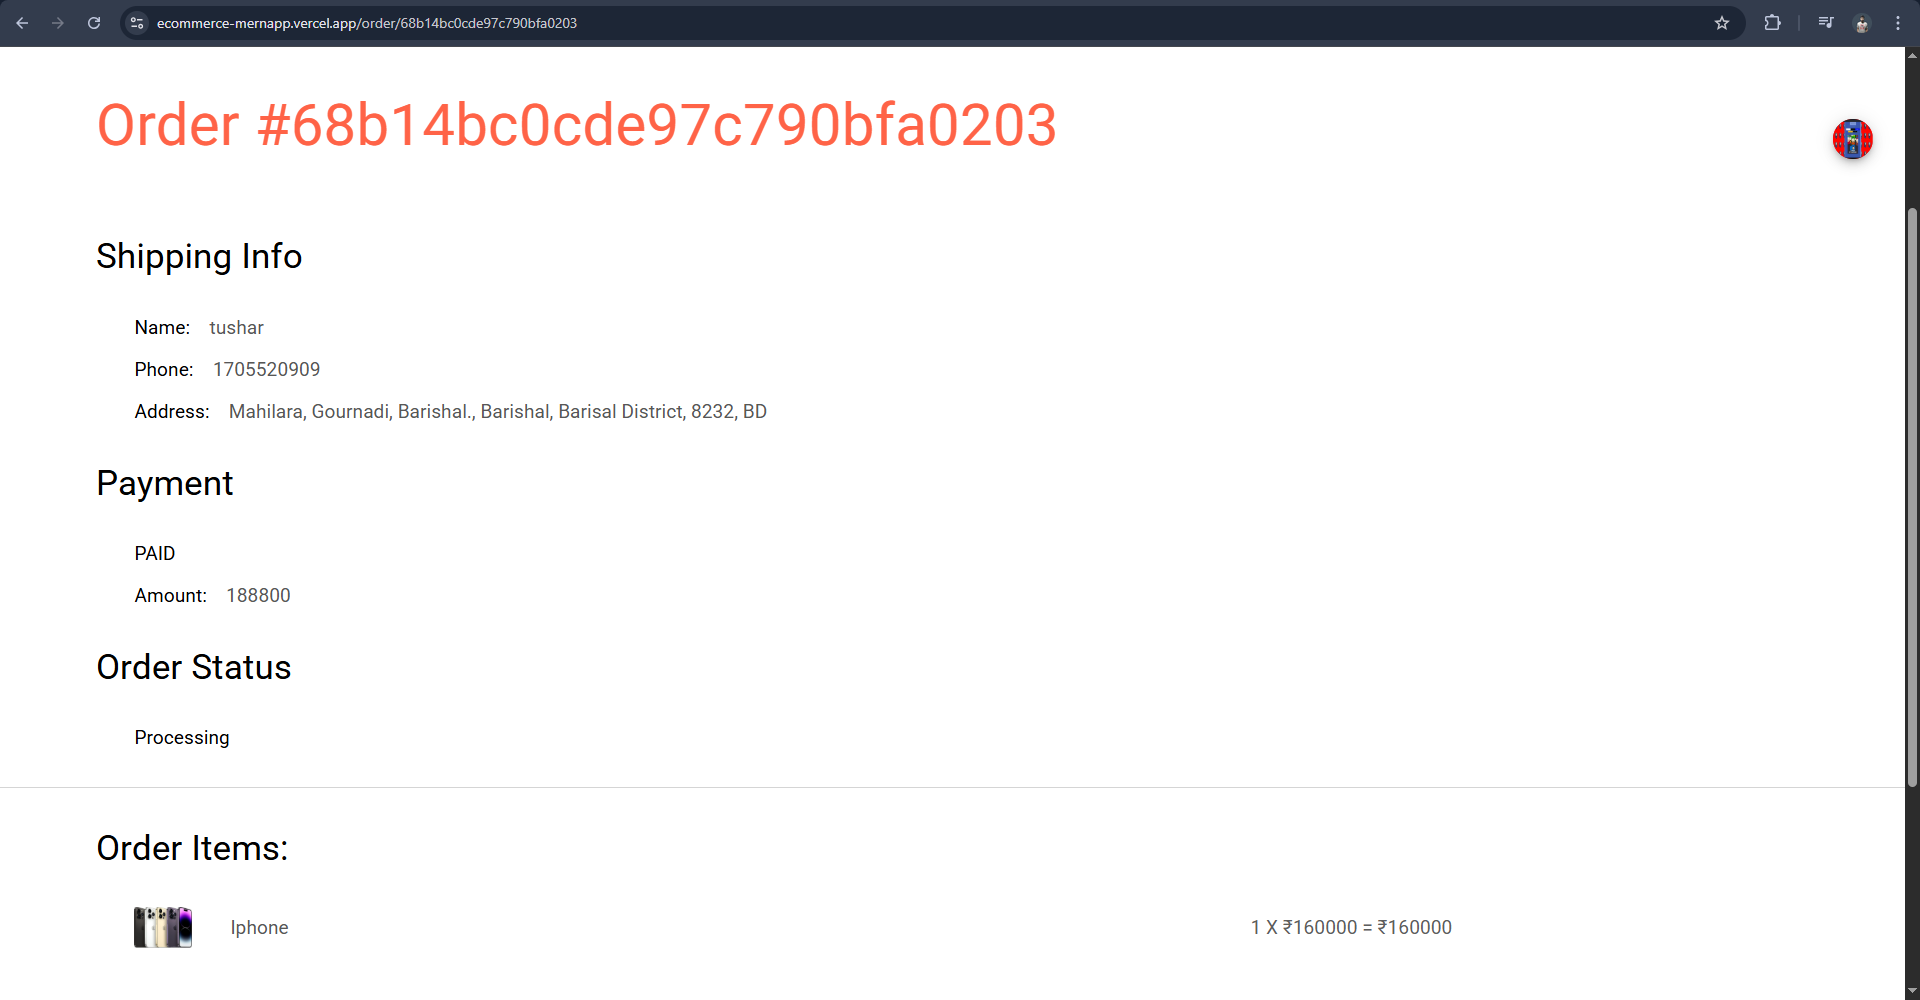 ecommerce-mernapp.vercel.app/order/68b14bc0cde97c790bfa0203
Order #68b14bc0cde97c790bfa0203
Shipping Info
Name: tushar
Phone: 1705520909
Address: Mahilara, Gournadi, Barishal., Barishal, Barisal District, 8232, BD
Payment
PAID
Amount: 188800
Order Status
Processing
Order Items:
Iphone 1 X ₹160000 = ₹160000